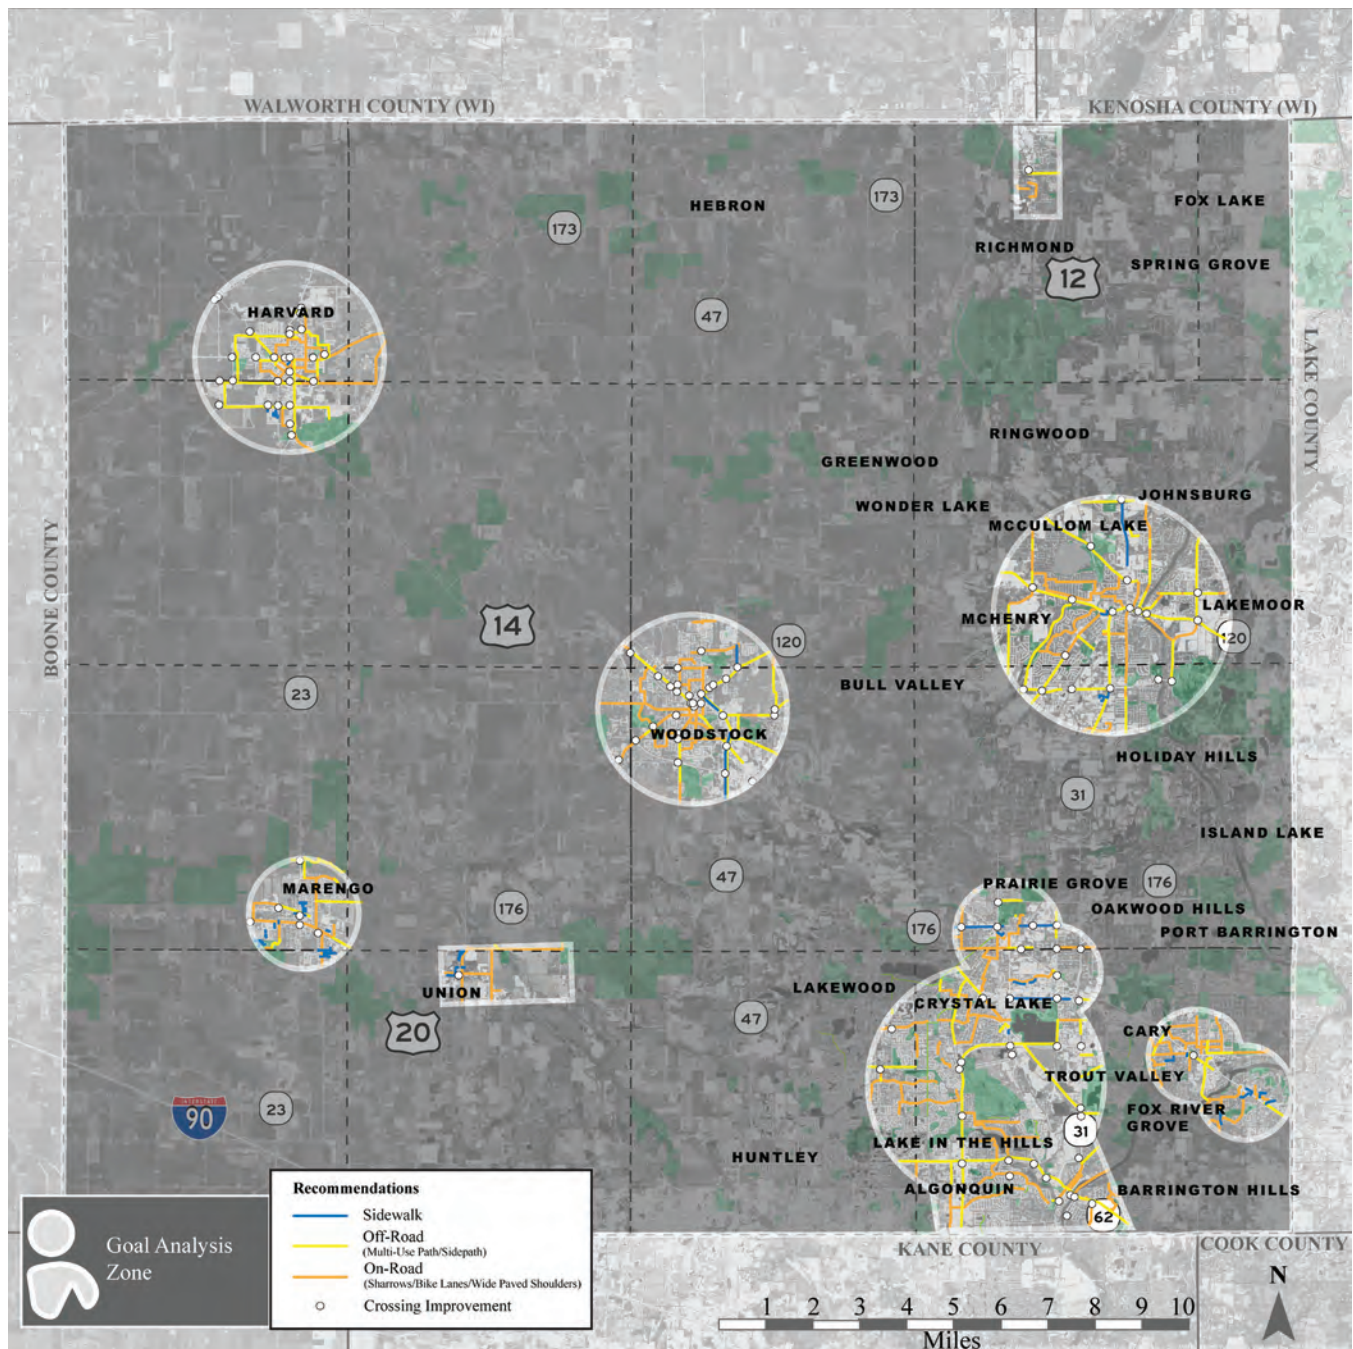 WALWORTH COUNTY (WI)
KENOSHA COUNTY (WI)
173
HEBRON
173
FOX LAKE
RICHMOND
SPRING GROVE
12
HARVARD
47
LAKE COUNTY
RINGWOOD
GREENWOOD
WONDER LAKE
JOHNSBURG
MCCULLOM LAKE
BOONE COUNTY
14
MCHENRY
LAKEMOOR
120
120
23
BULL VALLEY
WOODSTOCK
HOLIDAY HILLS
31
ISLAND LAKE
47
MARENGO
PRAIRIE GROVE
176
176
OAKWOOD HILLS
176
PORT BARRINGTON
UNION
LAKEWOOD
CRYSTAL LAKE
20
47
CARY
TROUT VALLEY
INTERSTATE
90
23
FOX RIVER
GROVE
31
LAKE IN THE HILLS
HUNTLEY
ALGONQUIN
BARRINGTON HILLS
62
KANE COUNTY
COOK COUNTY
Goal Analysis
Zone
Recommendations
Sidewalk
Off-Road
(Multi-Use Path/Sidepath)
On-Road
(Sharrows/Bike Lanes/Wide Paved Shoulders)
Crossing Improvement
N
1 2 3 4 5 6 7 8 9 10
Miles